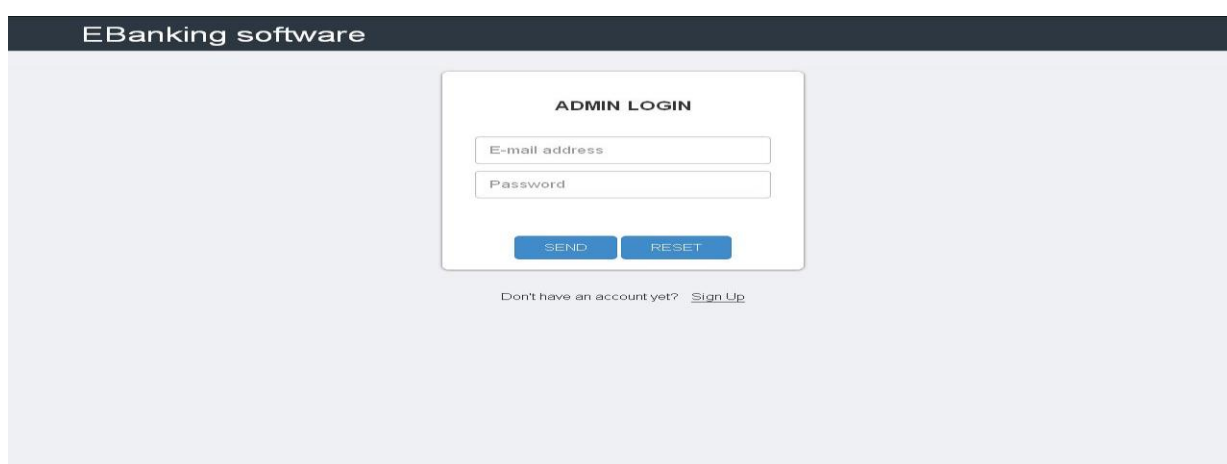 EBanking software
ADMIN LOGIN
E-mail address
Password
SEND RESET
Don't have an account yet? Sign Up